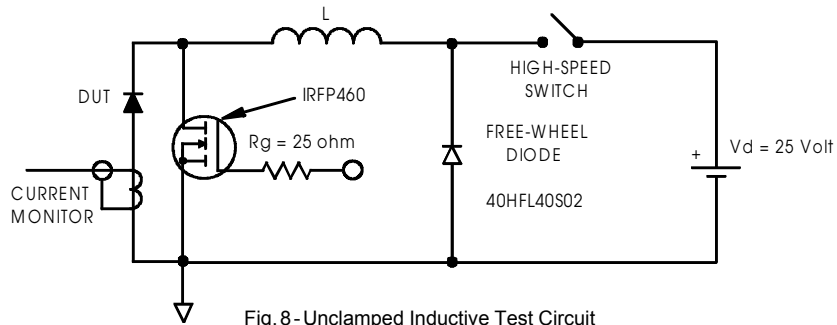 L
HIGH-SPEED
SWITCH
DUT
IRFP460
Rg = 25 ohm
FREE-WHEEL
DIODE
Vd = 25 Volt
+
CURRENT
MONITOR
40HFL40S02
Fig. 8 - Unclamped Inductive Test Circuit